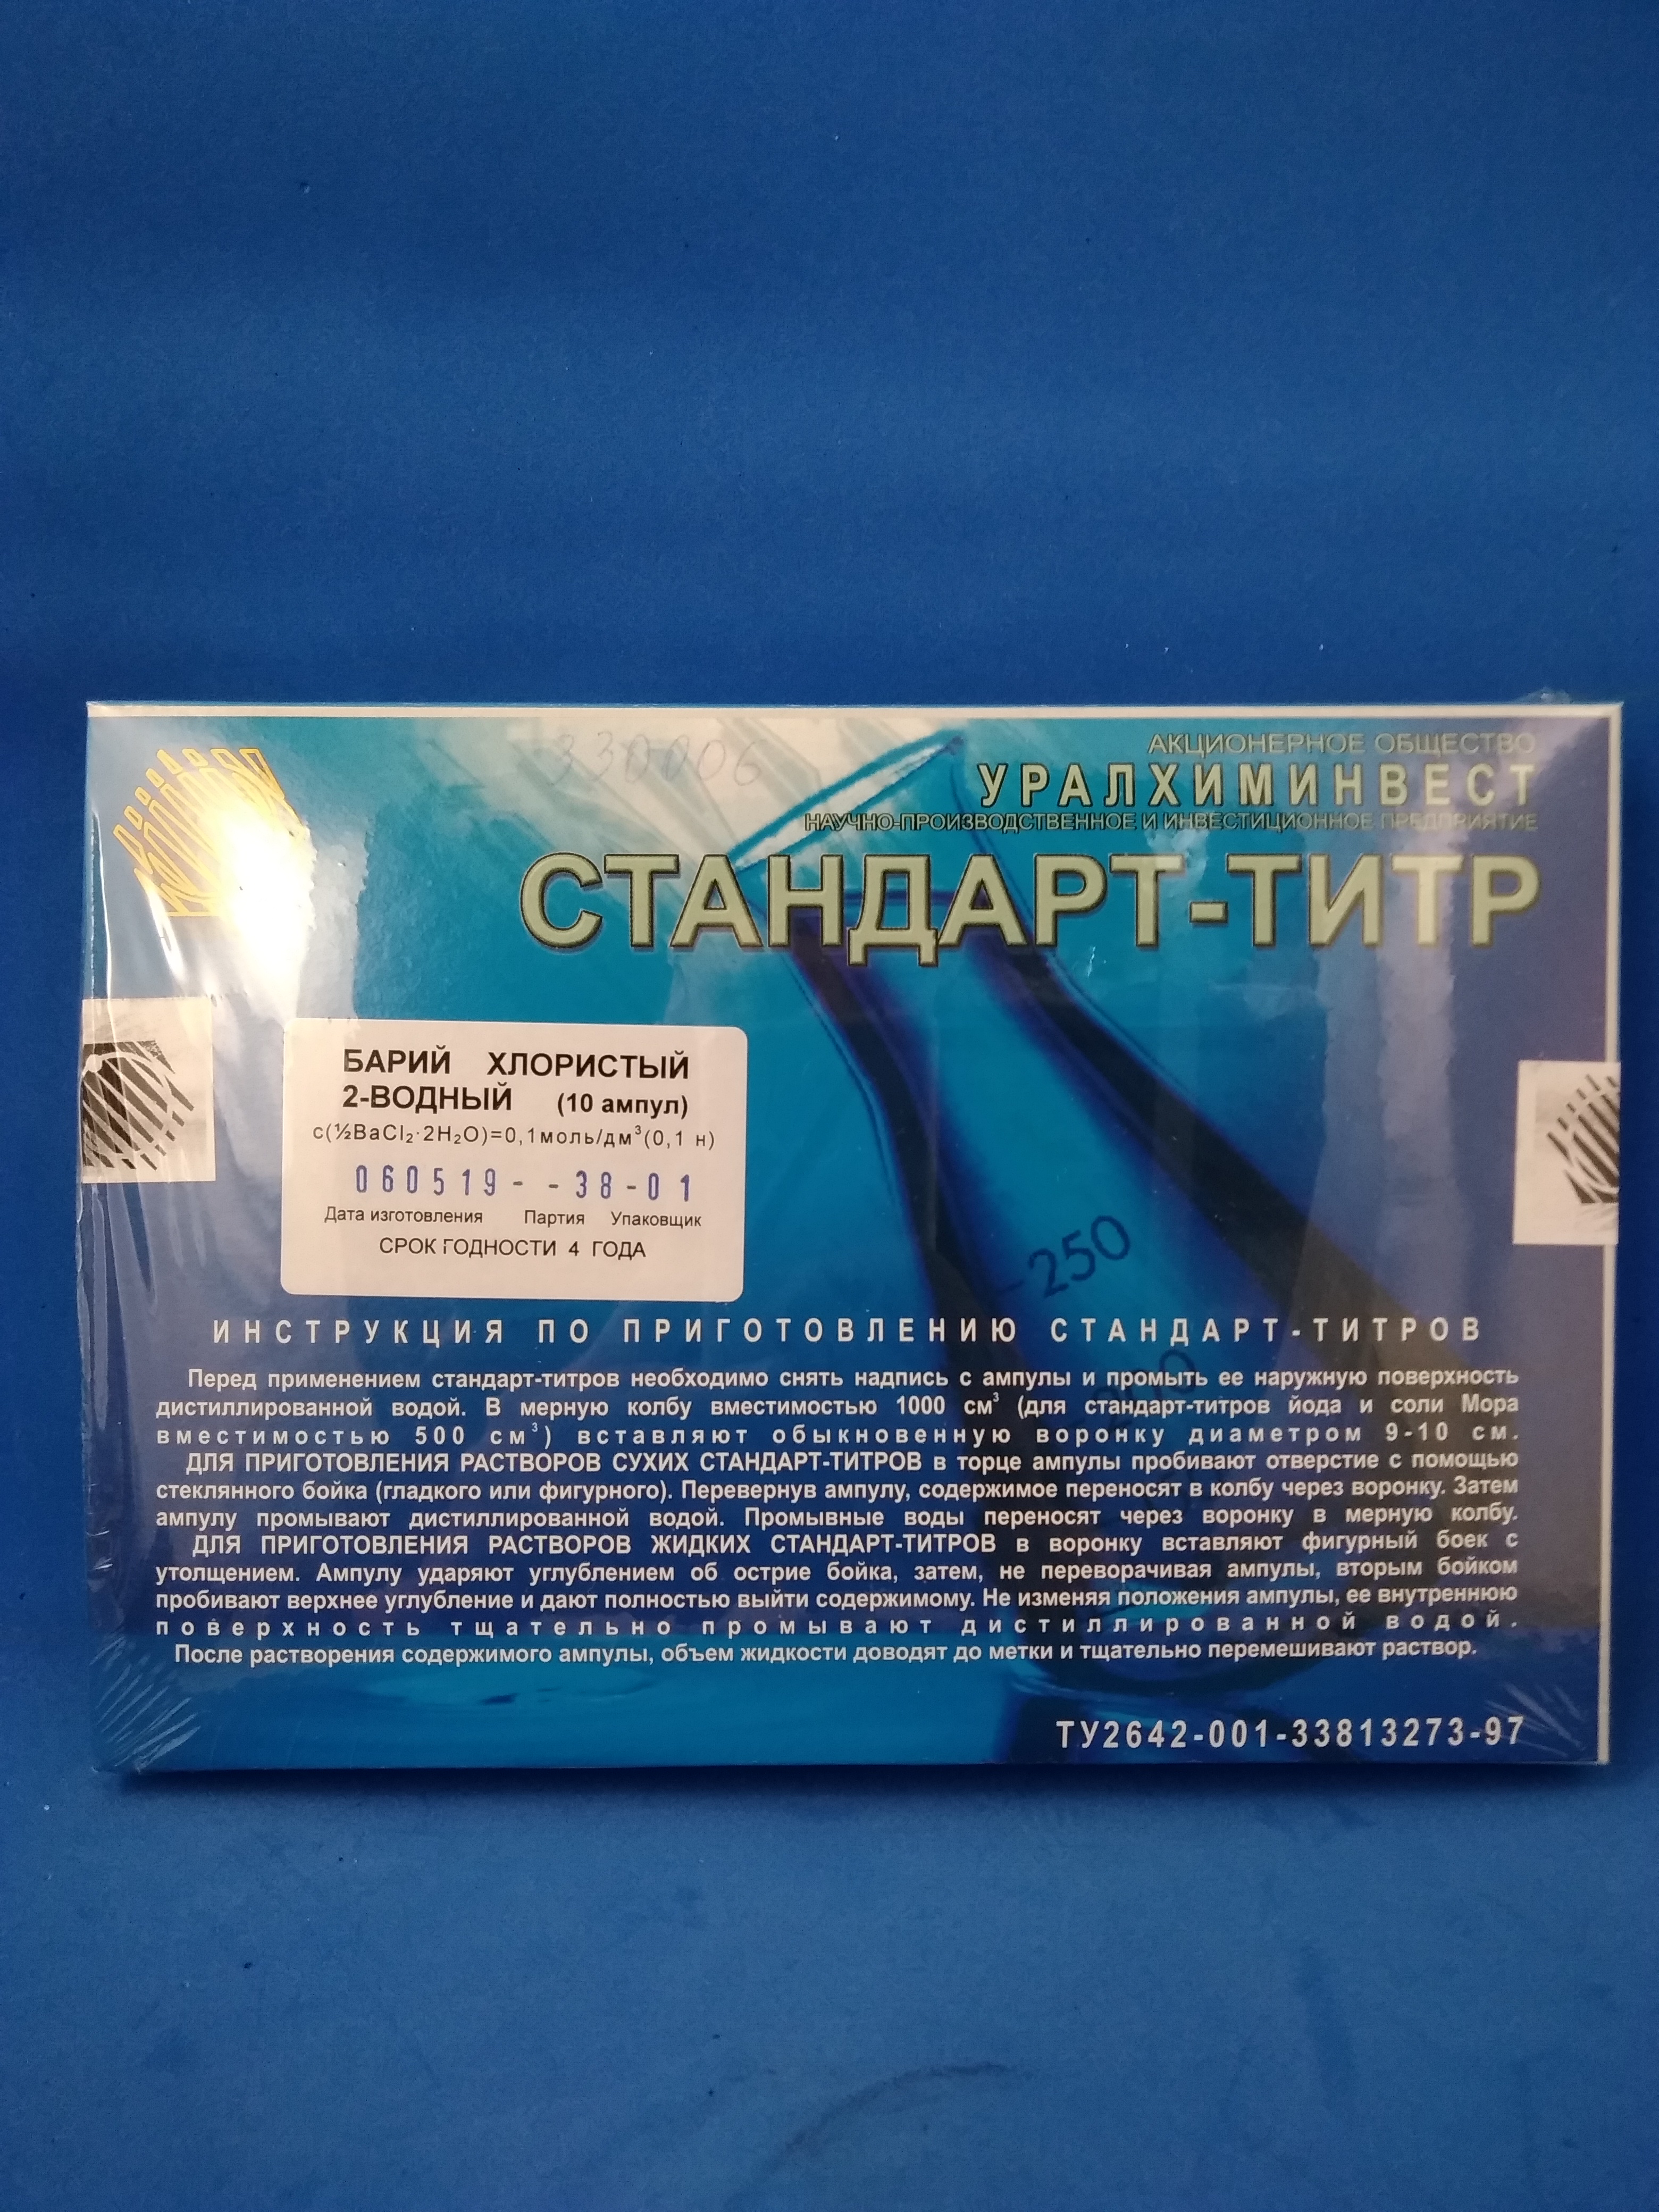 330006
АКЦИОНЕРНОЕ ОБЩЕСТВО
УРАЛХИМИНВЕСТ
НАУЧНО-ПРОИЗВОДСТВЕННОЕ И ИНВЕСТИЦИОННОЕ ПРЕДПРИЯТИЕ
СТАНДАРТ-ТИТР
БАРИЙ ХЛОРИСТЫЙ
2-ВОДНЫЙ (10 ампул)
с(½BaCl₂·2H₂O)=0,1моль/дм³(0,1 н)
060519- -38-01
Дата изготовления Партия Упаковщик
СРОК ГОДНОСТИ 4 ГОДА
-250
-200
ИНСТРУКЦИЯ ПО ПРИГОТОВЛЕНИЮ СТАНДАРТ-ТИТРОВ
Перед применением стандарт-титров необходимо снять надпись с ампулы и промыть ее наружную поверхность
дистиллированной водой. В мерную колбу вместимостью 1000 см³ (для стандарт-титров йода и соли Мора
вместимостью 500 см³) вставляют обыкновенную воронку диаметром 9-10 см.
ДЛЯ ПРИГОТОВЛЕНИЯ РАСТВОРОВ СУХИХ СТАНДАРТ-ТИТРОВ в торце ампулы пробивают отверстие с помощью
стеклянного бойка (гладкого или фигурного). Перевернув ампулу, содержимое переносят в колбу через воронку. Затем
ампулу промывают дистиллированной водой. Промывные воды переносят через воронку в мерную колбу.
ДЛЯ ПРИГОТОВЛЕНИЯ РАСТВОРОВ ЖИДКИХ СТАНДАРТ-ТИТРОВ в воронку вставляют фигурный боек с
утолщением. Ампулу ударяют углублением об острие бойка, затем, не переворачивая ампулы, вторым бойком
пробивают верхнее углубление и дают полностью выйти содержимому. Не изменяя положения ампулы, ее внутреннюю
поверхность тщательно промывают дистиллированной водой.
После растворения содержимого ампулы, объем жидкости доводят до метки и тщательно перемешивают раствор.
ТУ2642-001-33813273-97